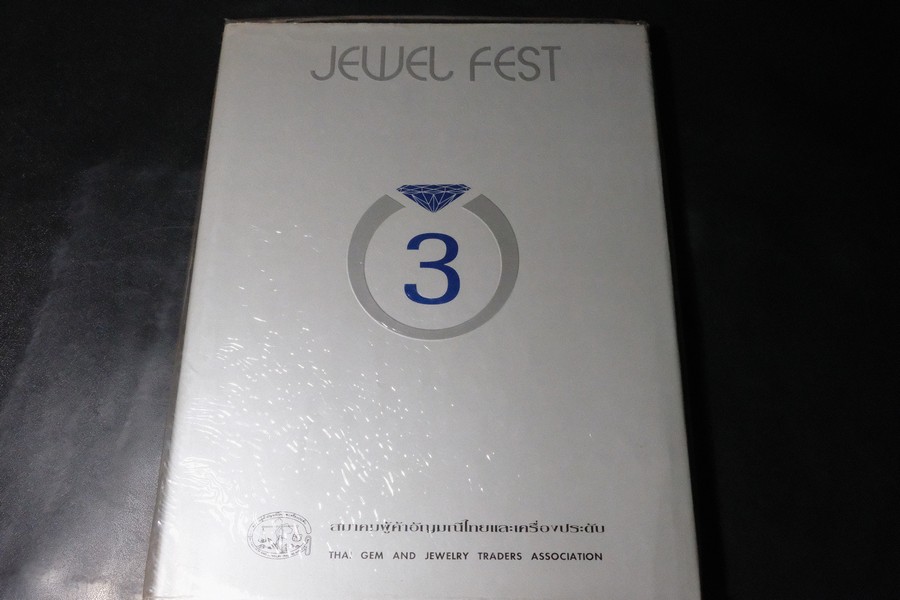 JEWEL FEST
3
สมาคมผู้ค้าอัญมณีไทยและเครื่องประดับ
THAI GEM AND JEWELRY TRADERS ASSOCIATION